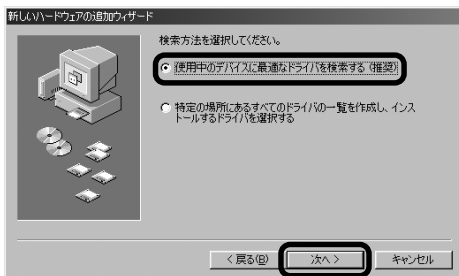 新しいハードウェアの追加ウィザード
検索方法を選択してください。
使用中のデバイスに最適なドライバを検索する（推奨）
特定の場所にあるすべてのドライバの一覧を作成し、インス
トールするドライバを選択する
< 戻る(B)
次へ >
キャンセル